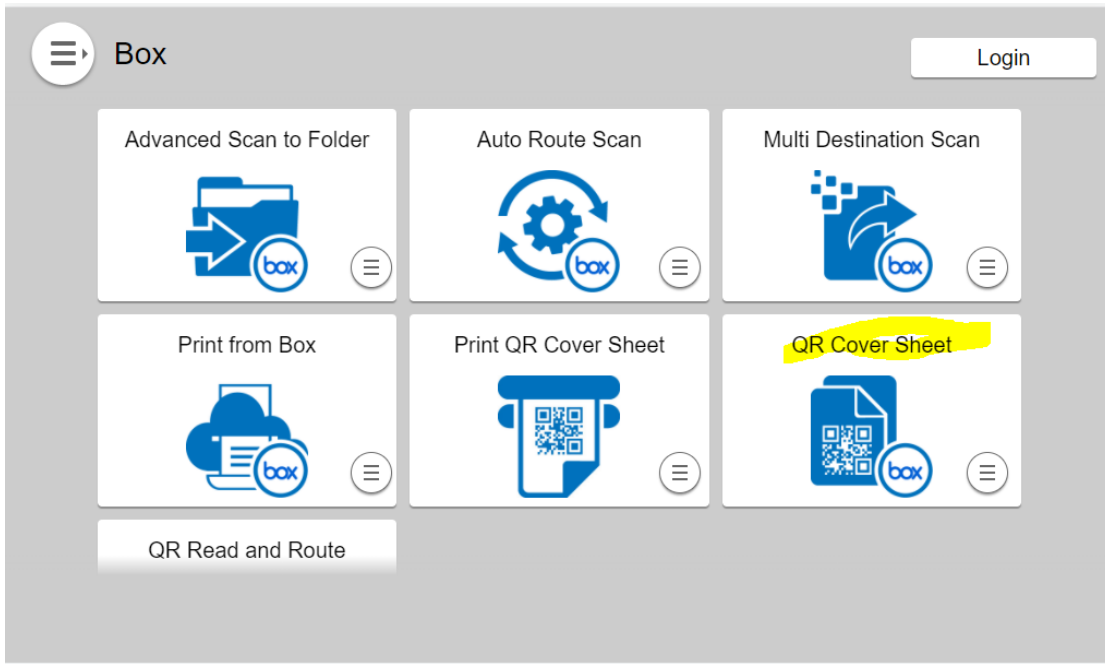 Box
Login
Advanced Scan to Folder
Auto Route Scan
Multi Destination Scan
box
box
box
Print from Box
Print QR Cover Sheet
QR Cover Sheet
box
box
QR Read and Route